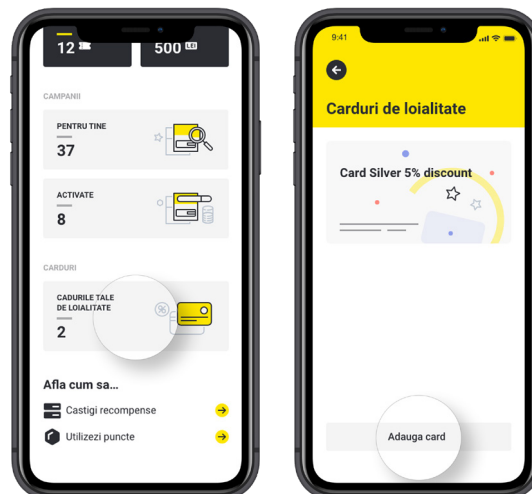 12
500 LEI
CAMPANII
PENTRU TINE
37
ACTIVATE
8
CARDURI
CADURILE TALE
DE LOIALITATE
2
%
Afla cum sa...
Castigi recompense
Utilizezi puncte
9:41
Carduri de loialitate
Card Silver 5% discount
Adauga card